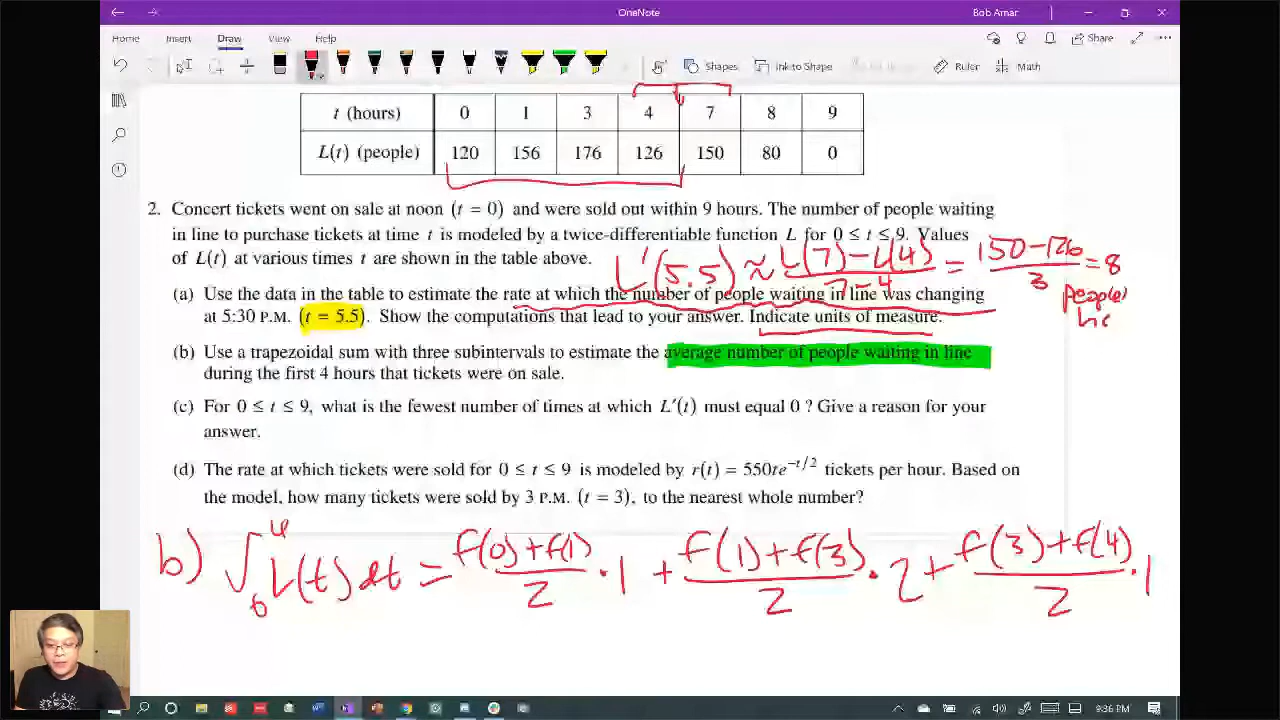 OneNote
Bob Amar
Home Insert Draw View Help
Share
Shapes Ink to Shape Ruler Math
t (hours) 0 1 3 4 7 8 9
L(t) (people) 120 156 176 126 150 80 0
2. Concert tickets went on sale at noon (t = 0) and were sold out within 9 hours. The number of people waiting
in line to purchase tickets at time t is modeled by a twice-differentiable function L for 0 ≤ t ≤ 9. Values
of L(t) at various times t are shown in the table above.
L'(5.5) ≈ L(7) - L(4) / 7 - 4 = 150 - 126 / 3 = 8
people/
(a) Use the data in the table to estimate the rate at which the number of people waiting in line was changing
at 5:30 P.M. (t = 5.5). Show the computations that lead to your answer. Indicate units of measure.
(b) Use a trapezoidal sum with three subintervals to estimate the average number of people waiting in line
during the first 4 hours that tickets were on sale.
(c) For 0 ≤ t ≤ 9, what is the fewest number of times at which L′(t) must equal 0 ? Give a reason for your
answer.
(d) The rate at which tickets were sold for 0 ≤ t ≤ 9 is modeled by r(t) = 550te^{-t/2} tickets per hour. Based on
the model, how many tickets were sold by 3 P.M. (t = 3), to the nearest whole number?
b) ∫_0^4 L(t) dt = f(0) + f(1) / 2 · 1 + f(1) + f(3) / 2 · 2 + f(3) + f(4) / 2 · 1
9:36 PM